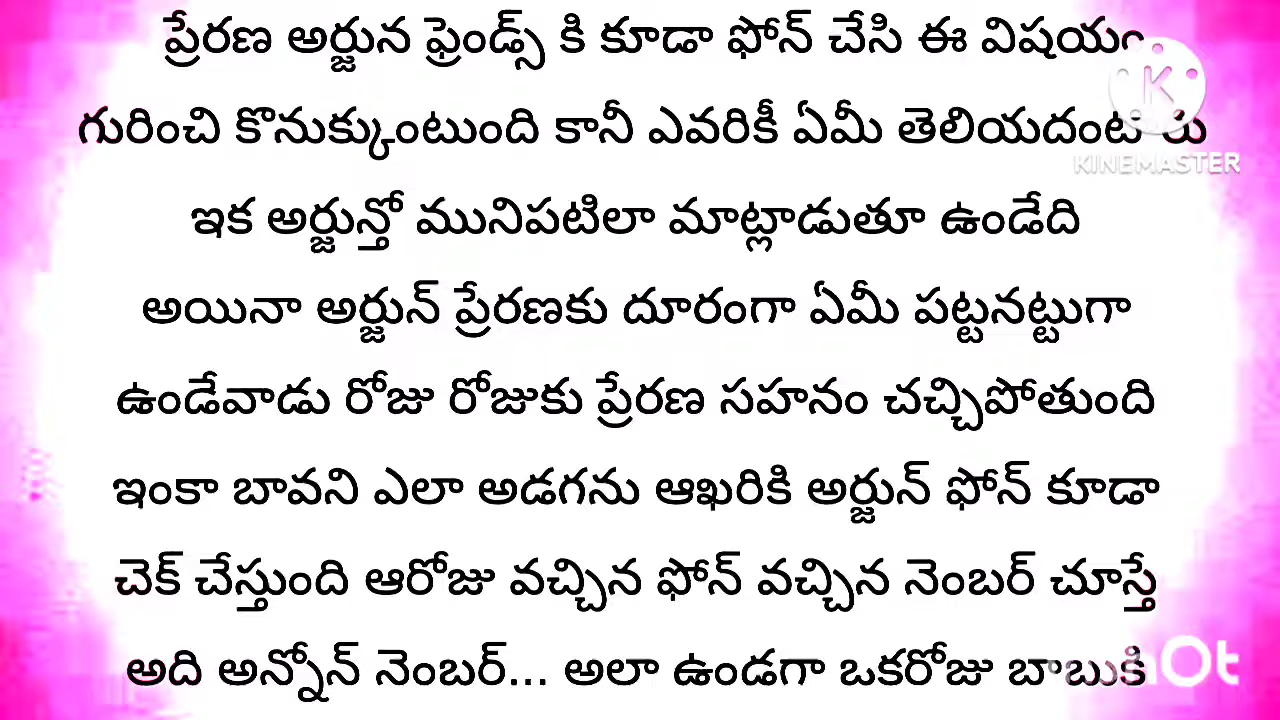 ప్రేరణ అర్జున ఫ్రెండ్స్ కి కూడా ఫోన్ చేసి ఈ విషయం
గురించి కొనుక్కుంటుంది కానీ ఎవరికీ ఏమీ
KINEMASTER
ఇక అర్జున్తో మునిపటిలా మాట్లాడుతూ ఉండేది
అయినా అర్జున్ ప్రేరణకు దూరంగా ఏమీ పట్టనట్టుగా
ఉండేవాడు రోజు రోజుకు ప్రేరణ సహనం చచ్చిపోతుంది
ఇంకా బావని ఎలా అడగను ఆఖరికి అర్జున్ ఫోన్ కూడా
చెక్ చేస్తుంది ఆరోజు వచ్చిన ఫోన్ వచ్చిన నెంబర్ చూస్తే
అది అన్నోన్ నెంబర్... అలా ఉండగా ఒకరోజు బాబుకి